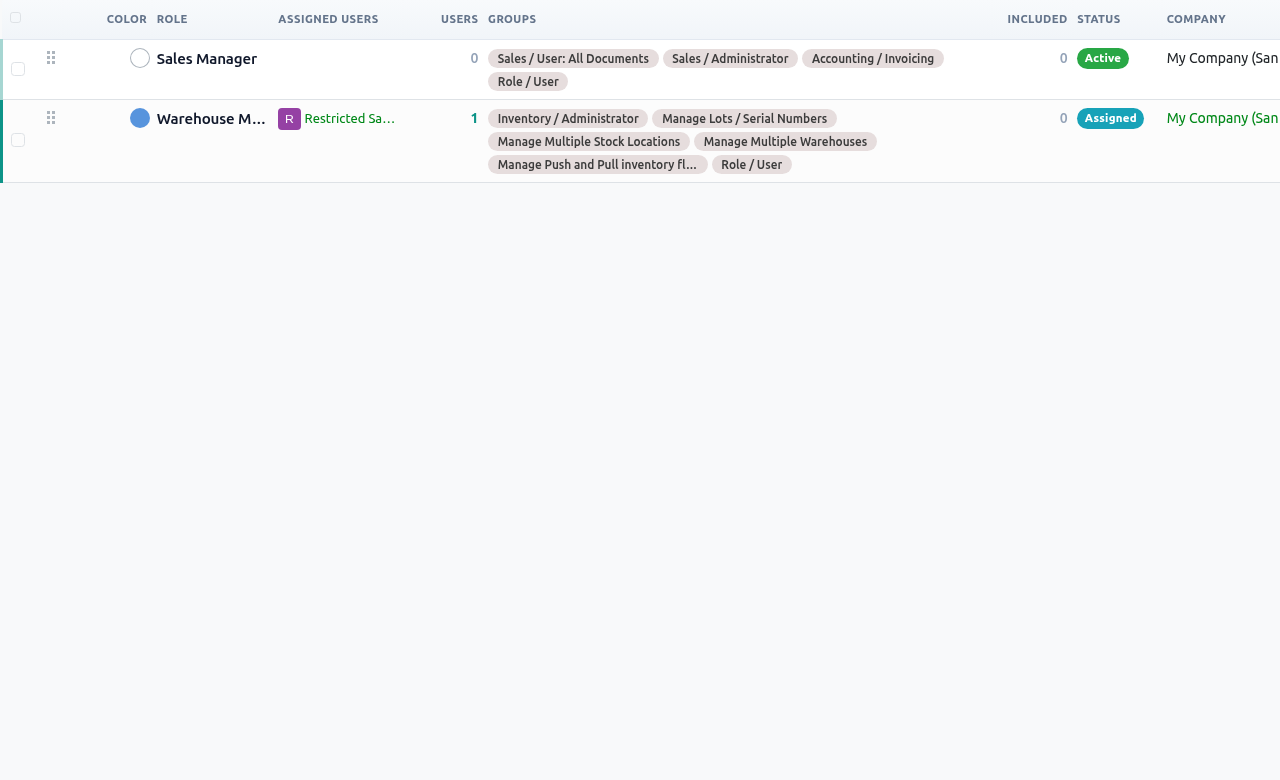 COLOR ROLE ASSIGNED USERS USERS GROUPS INCLUDED STATUS COMPANY
Sales Manager 0 Sales / User: All Documents Sales / Administrator Accounting / Invoicing 0 Active My Company (San
Role / User
Warehouse M... R Restricted Sa... 1 Inventory / Administrator Manage Lots / Serial Numbers 0 Assigned My Company (San
Manage Multiple Stock Locations Manage Multiple Warehouses
Manage Push and Pull inventory fl... Role / User